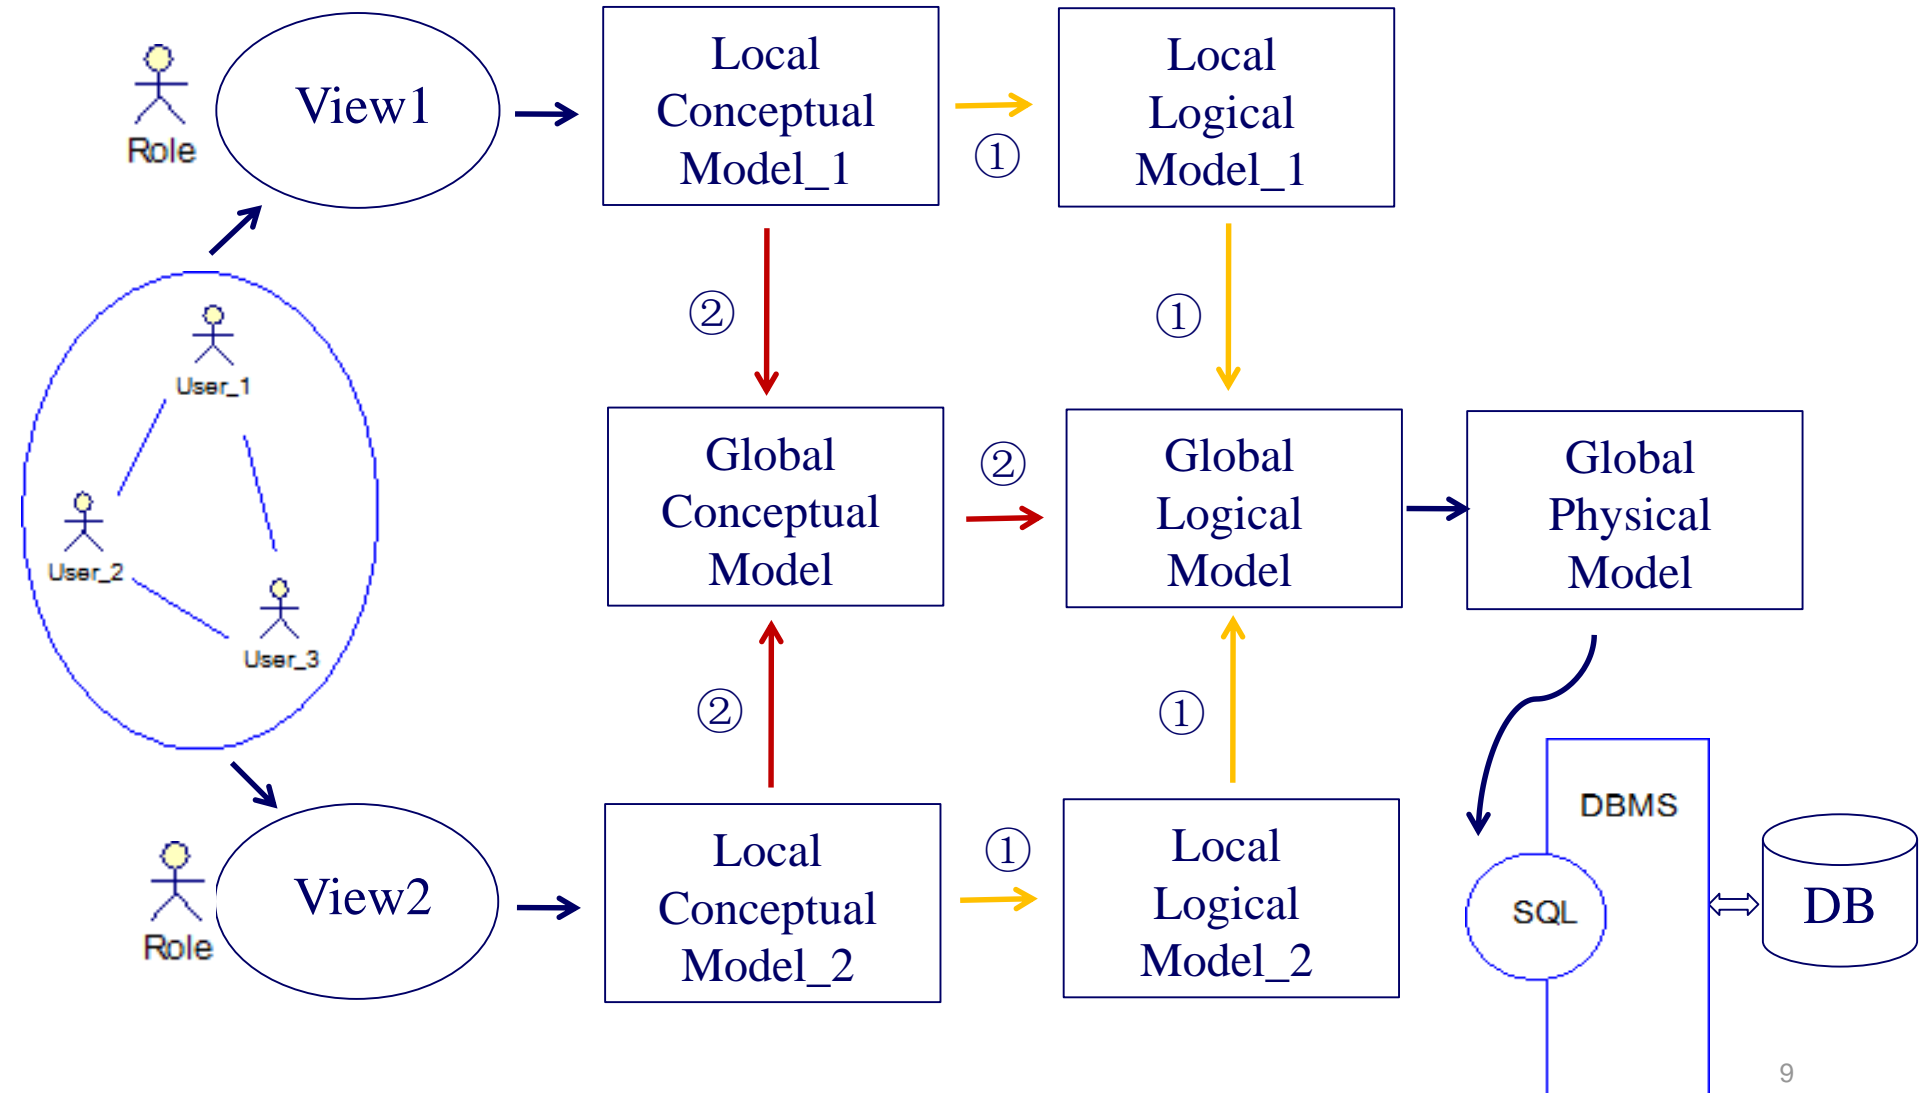 Role
View1
Local
Conceptual
Model_1
①
Local
Logical
Model_1
②
①
User_1
User_2
User_3
Global
Conceptual
Model
②
Global
Logical
Model
Global
Physical
Model
②
①
Role
View2
Local
Conceptual
Model_2
①
Local
Logical
Model_2
DBMS
SQL
DB
9